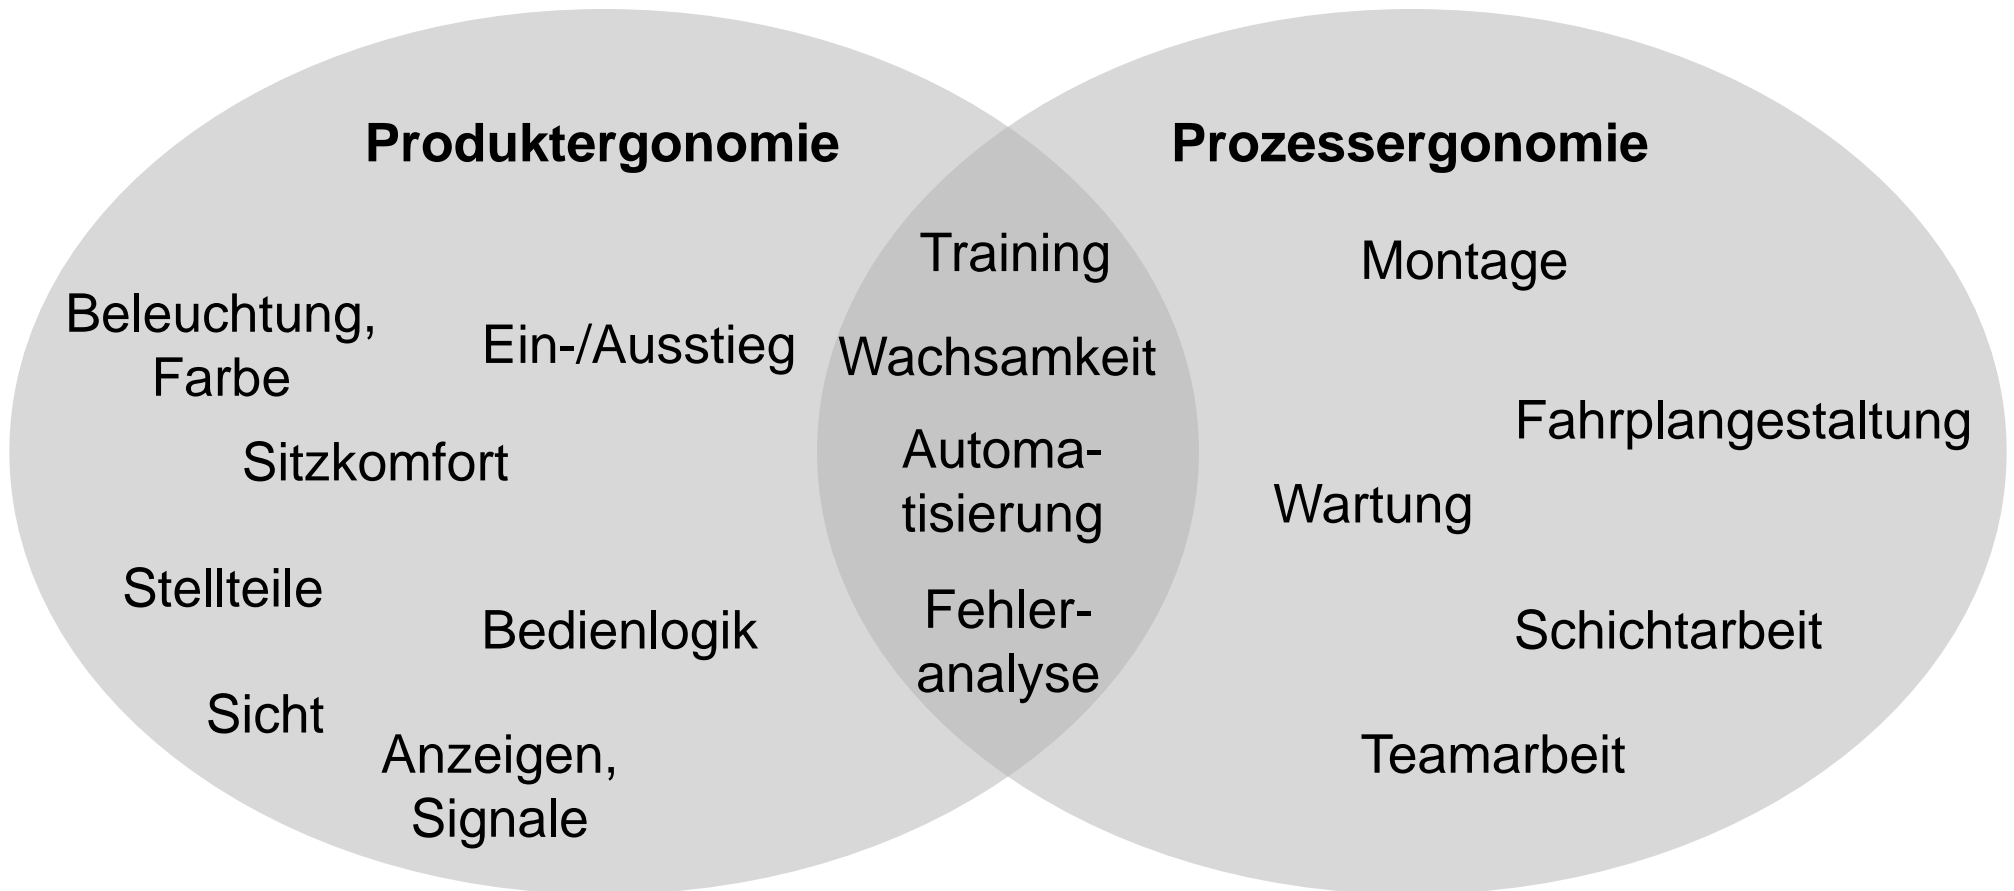 Produktergonomie
Beleuchtung,
Farbe
Ein-/Ausstieg
Sitzkomfort
Stellteile
Bedienlogik
Sicht
Anzeigen,
Signale
Training
Wachsamkeit
Automa-
tisierung
Fehler-
analyse
Prozessergonomie
Montage
Fahrplangestaltung
Wartung
Schichtarbeit
Teamarbeit